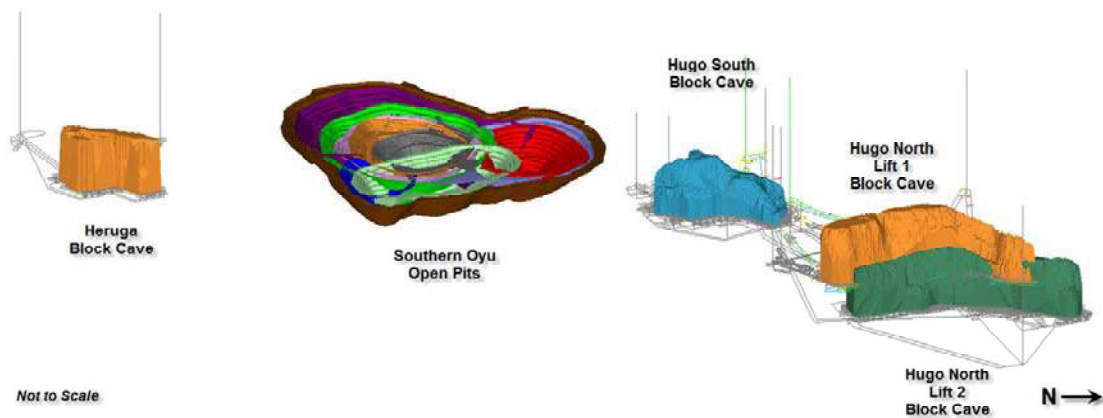 Heruga
Block Cave
Southern Oyu
Open Pits
Hugo South
Block Cave
Hugo North
Lift 1
Block Cave
Hugo North
Lift 2
Block Cave
Not to Scale
N